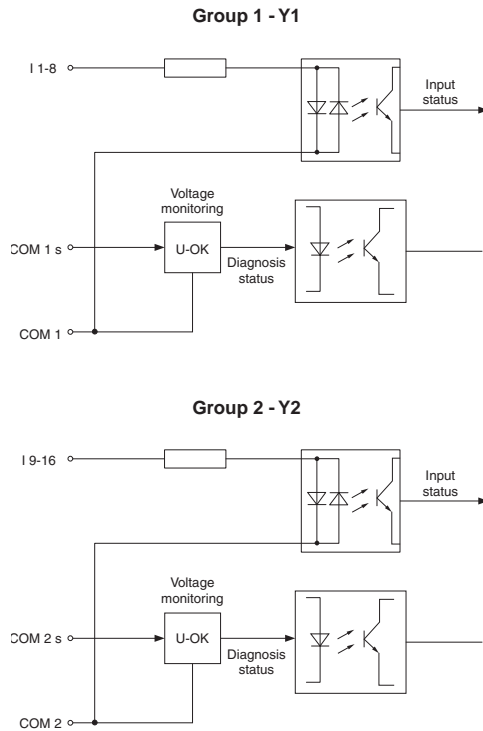 Group 1 - Y1
I 1-8
Input
status
Voltage
monitoring
COM 1 s
U-OK
Diagnosis
status
COM 1
Group 2 - Y2
I 9-16
Input
status
Voltage
monitoring
COM 2 s
U-OK
Diagnosis
status
COM 2